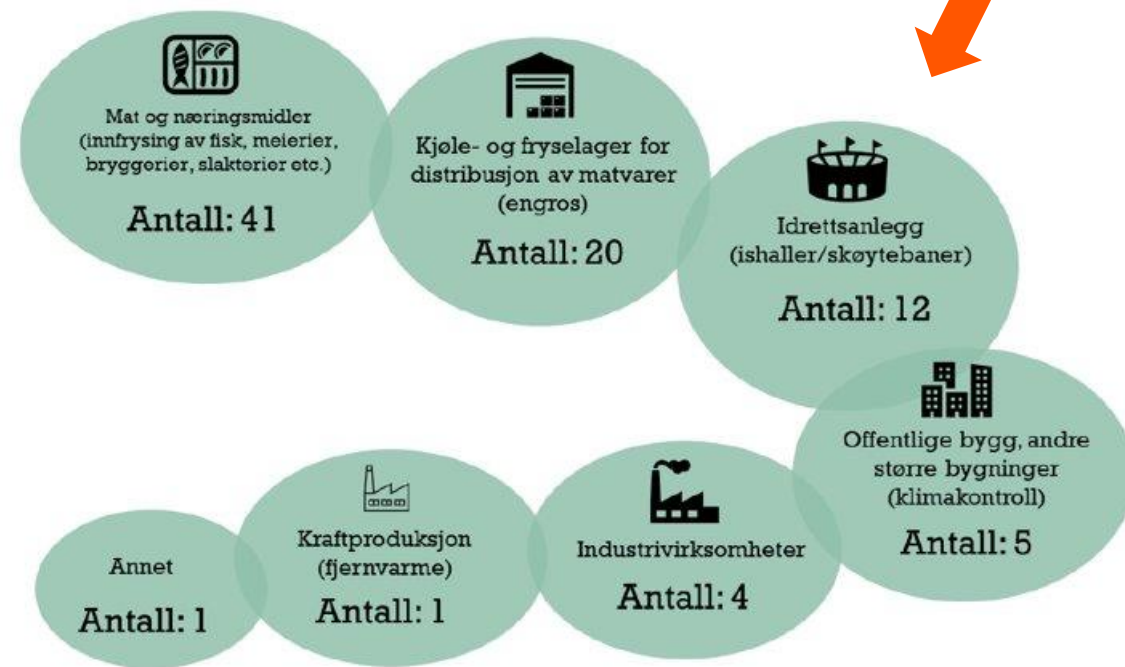 Mat og næringsmidler
(innfrysing av fisk, meierier,
bryggerier, slakterier etc.)
Antall: 41
Kjøle- og fryselager for
distribusjon av matvarer
(engros)
Antall: 20
Idrettsanlegg
(ishaller/skøytebaner)
Antall: 12
Offentlige bygg, andre
større bygninger
(klimakontroll)
Antall: 5
Industrivirksomheter
Antall: 4
Kraftproduksjon
(fjernvarme)
Antall: 1
Annet
Antall: 1